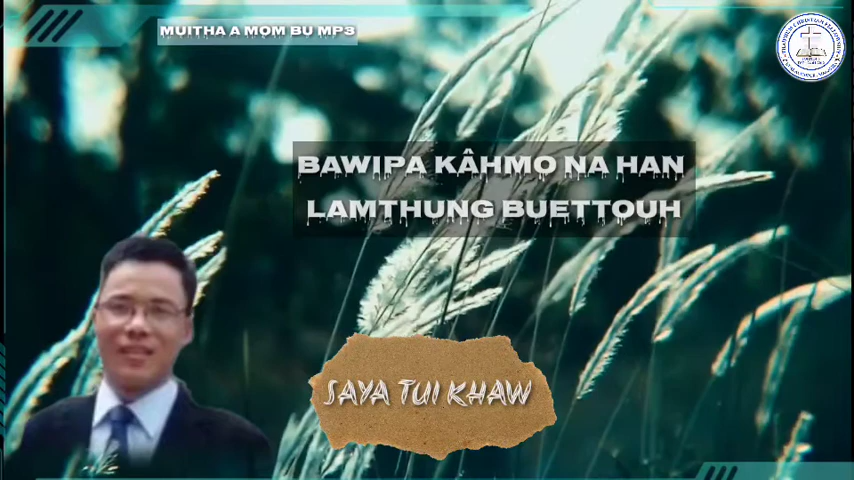 MUITHA A MOM BU MP3
BAWIPA KÂHMO NA HAN
LAMTHUNG BUETTOUH
SAYA TUI KHAW